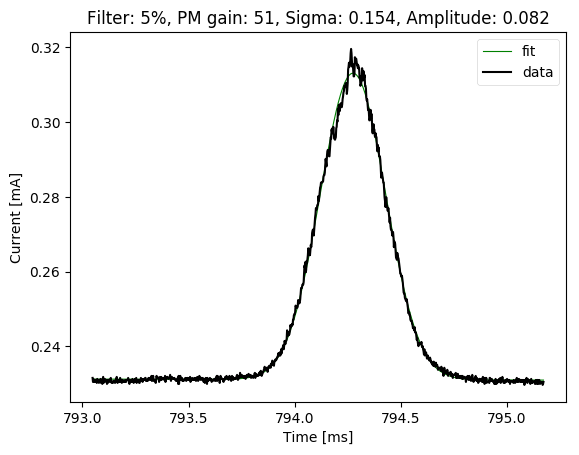 Filter: 5%, PM gain: 51, Sigma: 0.154, Amplitude: 0.082
fit
data
0.32
0.30
0.28
0.26
0.24
Current [mA]
793.0 793.5 794.0 794.5 795.0
Time [ms]